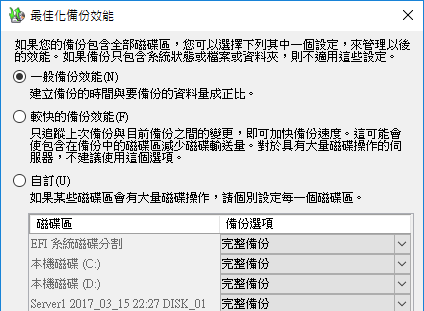 最佳化備份效能
如果您的備份包含全部磁碟區，您可以選擇下列其中一個設定，來管理以後
的效能。如果備份只包含系統狀態或檔案或資料夾，則不適用這些設定。
一般備份效能(N)
建立備份的時間與要備份的資料量成正比。
較快的備份效能(F)
只追蹤上次備份與目前備份之間的變更，即可加快備份速度。這可能會
使包含在備份中的磁碟區減少磁碟輸送量。對於具有大量磁碟操作的伺
服器，不建議使用這個選項。
自訂(U)
如果某些磁碟區會有大量磁碟操作，請個別設定每一個磁碟區。
磁碟區 備份選項
EFI 系統磁碟分割 完整備份
本機磁碟 (C:) 完整備份
本機磁碟 (D:) 完整備份
Server1 2017_03_15 22:27 DISK_01 完整備份